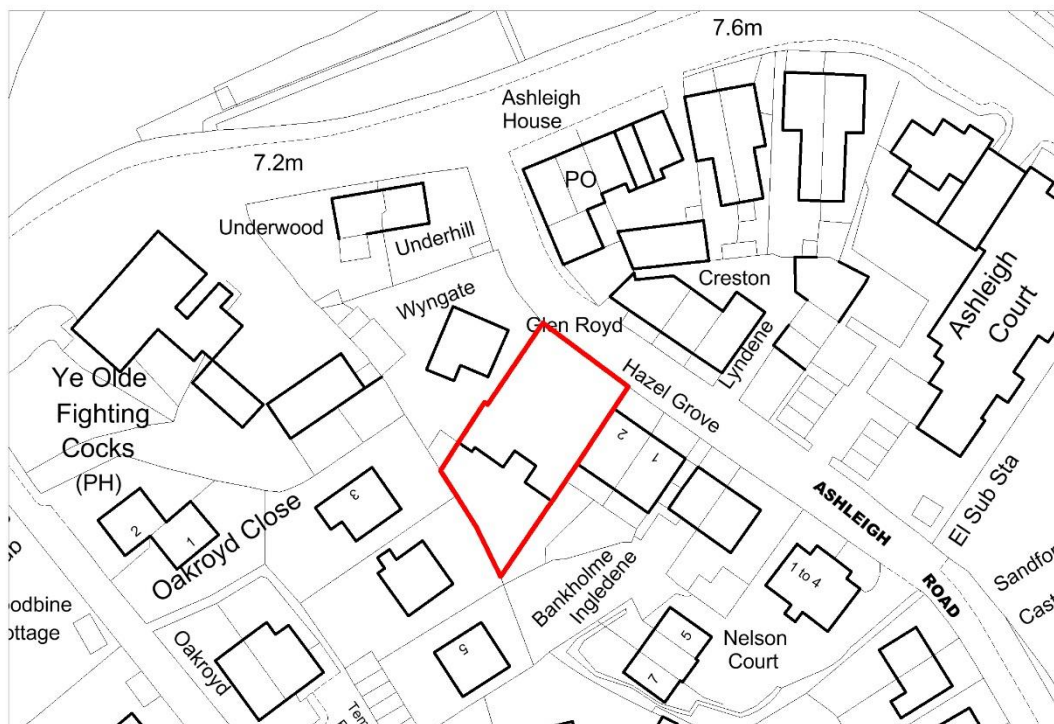 7.6m
Ashleigh
House
7.2m
PO
Underwood
Underhill
Creston
Wyngate
Glen Royd
Ashleigh
Court
Lyndene
Hazel Grove
Ye Olde
Fighting
Cocks
(PH)
2
1
3
2
1
ASHLEIGH
ROAD
El Sub Sta
Oakroyd Close
1 to 4
Bankholme
Ingledene
Oakroyd
5
5
7
Nelson
Court